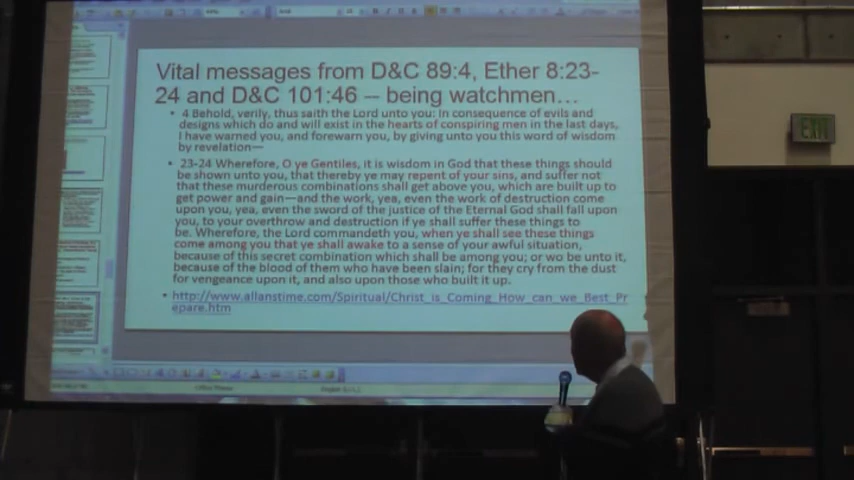 Vital messages from D&C 89:4, Ether 8:23-
24 and D&C 101:46 -- being watchmen…
• 4 Behold, verily, thus saith the Lord unto you: In consequence of evils and
designs which do and will exist in the hearts of conspiring men in the last days,
I have warned you, and forewarn you, by giving unto you this word of wisdom
by revelation—
• 23-24 Wherefore, O ye Gentiles, it is wisdom in God that these things should
be shown unto you, that thereby ye may repent of your sins, and suffer not
that these murderous combinations shall get above you, which are built up to
get power and gain—and the work, yea, even the work of destruction come
upon you, yea, even the sword of the justice of the Eternal God shall fall upon
you, to your overthrow and destruction if ye shall suffer these things to
be. Wherefore, the Lord commandeth you, when ye shall see these things
come among you that ye shall awake to a sense of your awful situation,
because of this secret combination which shall be among you; or wo be unto it,
because of the blood of them who have been slain; for they cry from the dust
for vengeance upon it, and also upon those who built it up.
• http://www.allanstime.com/Spiritual/Christ_is_Coming_How_can_we_Best_Pr
epare.htm
EXIT